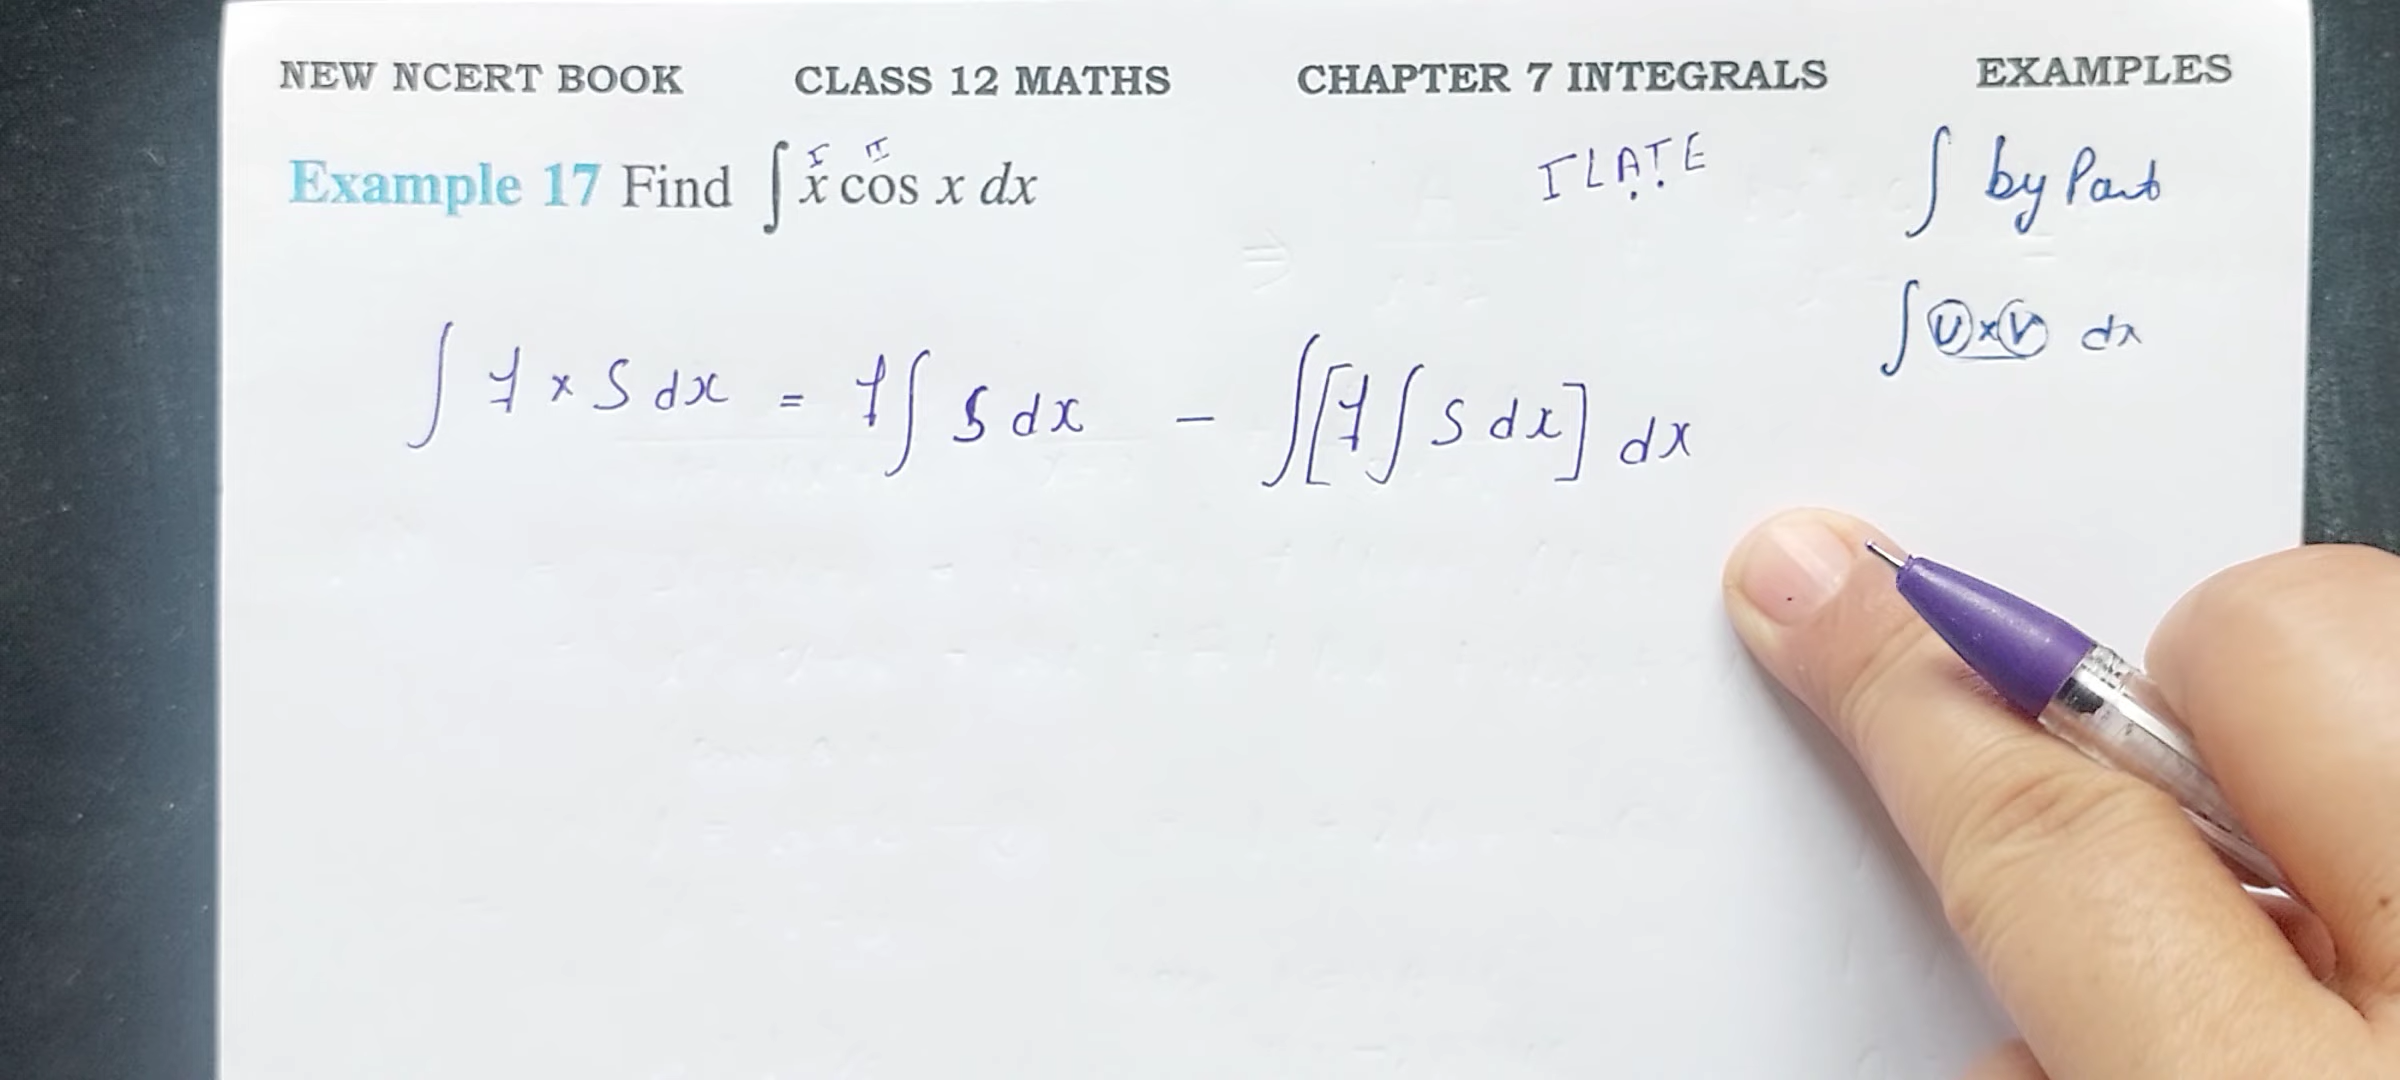 NEW NCERT BOOK CLASS 12 MATHS CHAPTER 7 INTEGRALS EXAMPLES
Example 17 Find ∫ x cos x dx
I II
ILATE
∫ by Part
∫ U × V dx
∫ f × S dx = f ∫ S dx - ∫ [f ∫ S dx] dx